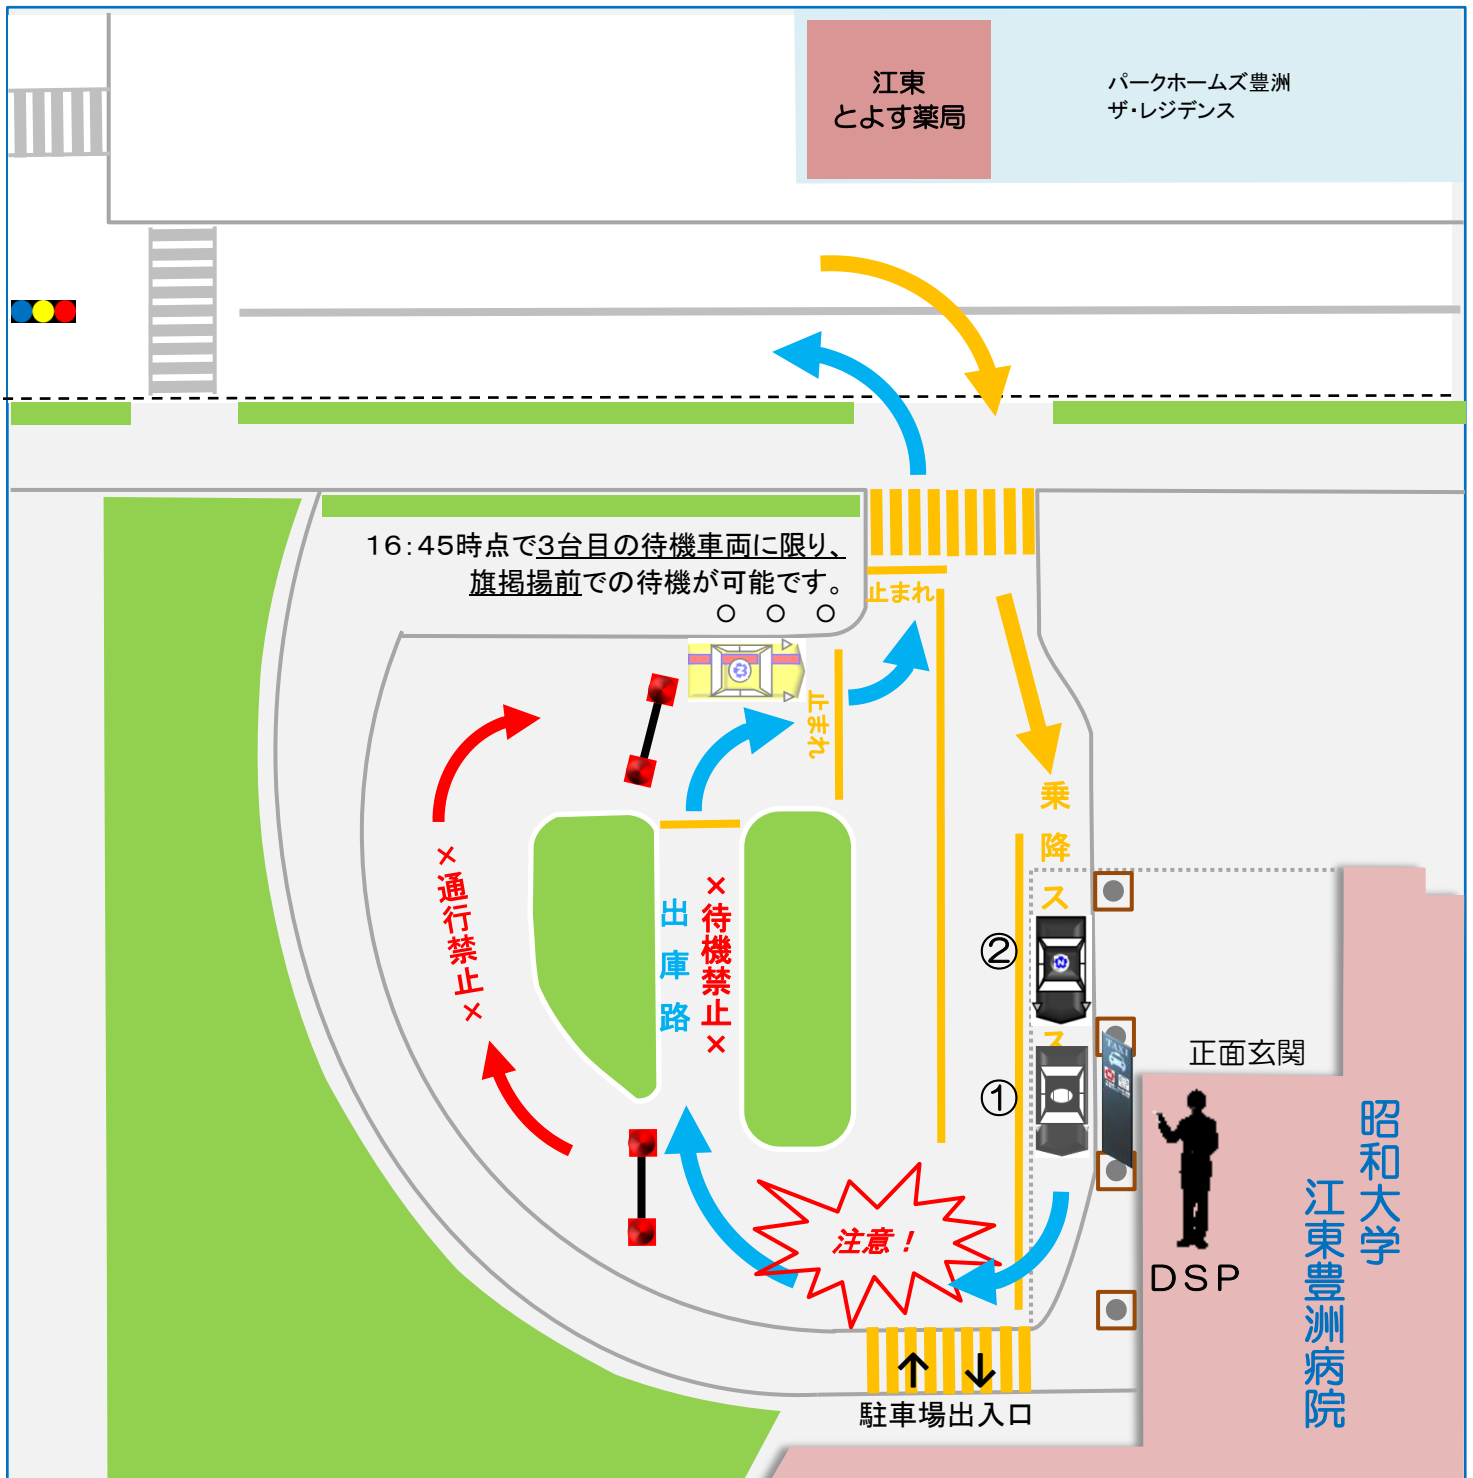 江東
とよす薬局
パークホームズ豊洲
ザ・レジデンス
16:45時点で3台目の待機車両に限り、
旗掲揚前での待機が可能です。
○ ○ ○
止まれ
止まれ
乗降ス ス
×通行禁止×
出庫路
×待機禁止×
②
①
TAXI
正面玄関
注意!
DSP
昭和大学
江東豊洲病院
駐車場出入口